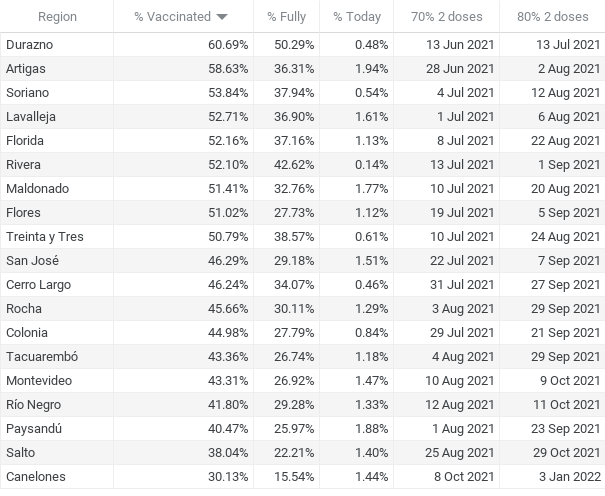 Region % Vaccinated % Fully % Today 70% 2 doses 80% 2 doses
Durazno 60.69% 50.29% 0.48% 13 Jun 2021 13 Jul 2021
Artigas 58.63% 36.31% 1.94% 28 Jun 2021 2 Aug 2021
Soriano 53.84% 37.94% 0.54% 4 Jul 2021 12 Aug 2021
Lavalleja 52.71% 36.90% 1.61% 1 Jul 2021 6 Aug 2021
Florida 52.16% 37.16% 1.13% 8 Jul 2021 22 Aug 2021
Rivera 52.10% 42.62% 0.14% 13 Jul 2021 1 Sep 2021
Maldonado 51.41% 32.76% 1.77% 10 Jul 2021 20 Aug 2021
Flores 51.02% 27.73% 1.12% 19 Jul 2021 5 Sep 2021
Treinta y Tres 50.79% 38.57% 0.61% 10 Jul 2021 24 Aug 2021
San José 46.29% 29.18% 1.51% 22 Jul 2021 7 Sep 2021
Cerro Largo 46.24% 34.07% 0.46% 31 Jul 2021 27 Sep 2021
Rocha 45.66% 30.11% 1.29% 3 Aug 2021 29 Sep 2021
Colonia 44.98% 27.79% 0.84% 29 Jul 2021 21 Sep 2021
Tacuarembó 43.36% 26.74% 1.18% 4 Aug 2021 29 Sep 2021
Montevideo 43.31% 26.92% 1.47% 10 Aug 2021 9 Oct 2021
Río Negro 41.80% 29.28% 1.33% 12 Aug 2021 11 Oct 2021
Paysandú 40.47% 25.97% 1.88% 1 Aug 2021 23 Sep 2021
Salto 38.04% 22.21% 1.40% 25 Aug 2021 29 Oct 2021
Canelones 30.13% 15.54% 1.44% 8 Oct 2021 3 Jan 2022